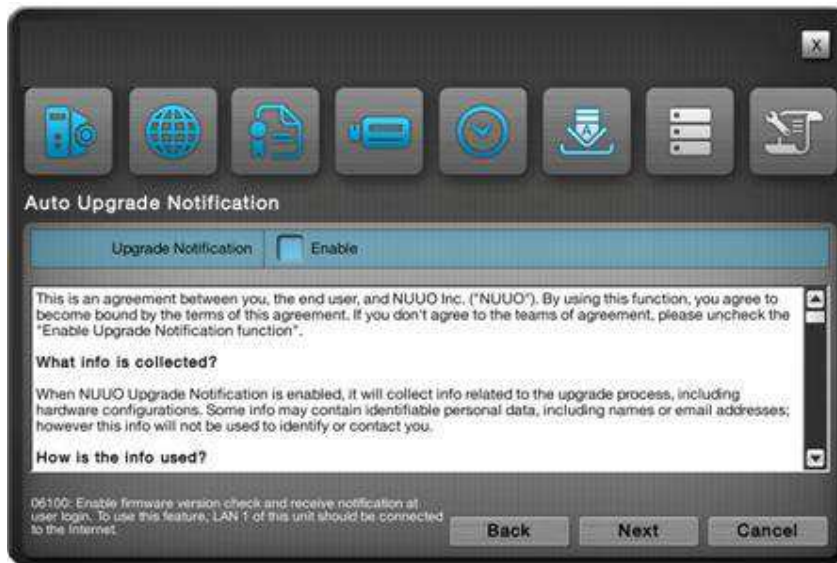 X
A
Auto Upgrade Notification
Upgrade Notification Enable
This is an agreement between you, the end user, and NUUO Inc. ("NUUO"). By using this function, you agree to
become bound by the terms of this agreement. If you don't agree to the teams of agreement, please uncheck the
"Enable Upgrade Notification function".
What info is collected?
When NUUO Upgrade Notification is enabled, it will collect info related to the upgrade process, including
hardware configurations. Some info may contain identifiable personal data, including names or email addresses;
however this info will not be used to identify or contact you.
How is the info used?
06100: Enable firmware version check and receive notification at
user login. To use this feature, LAN 1 of this unit should be connected
to the Internet.
Back Next Cancel